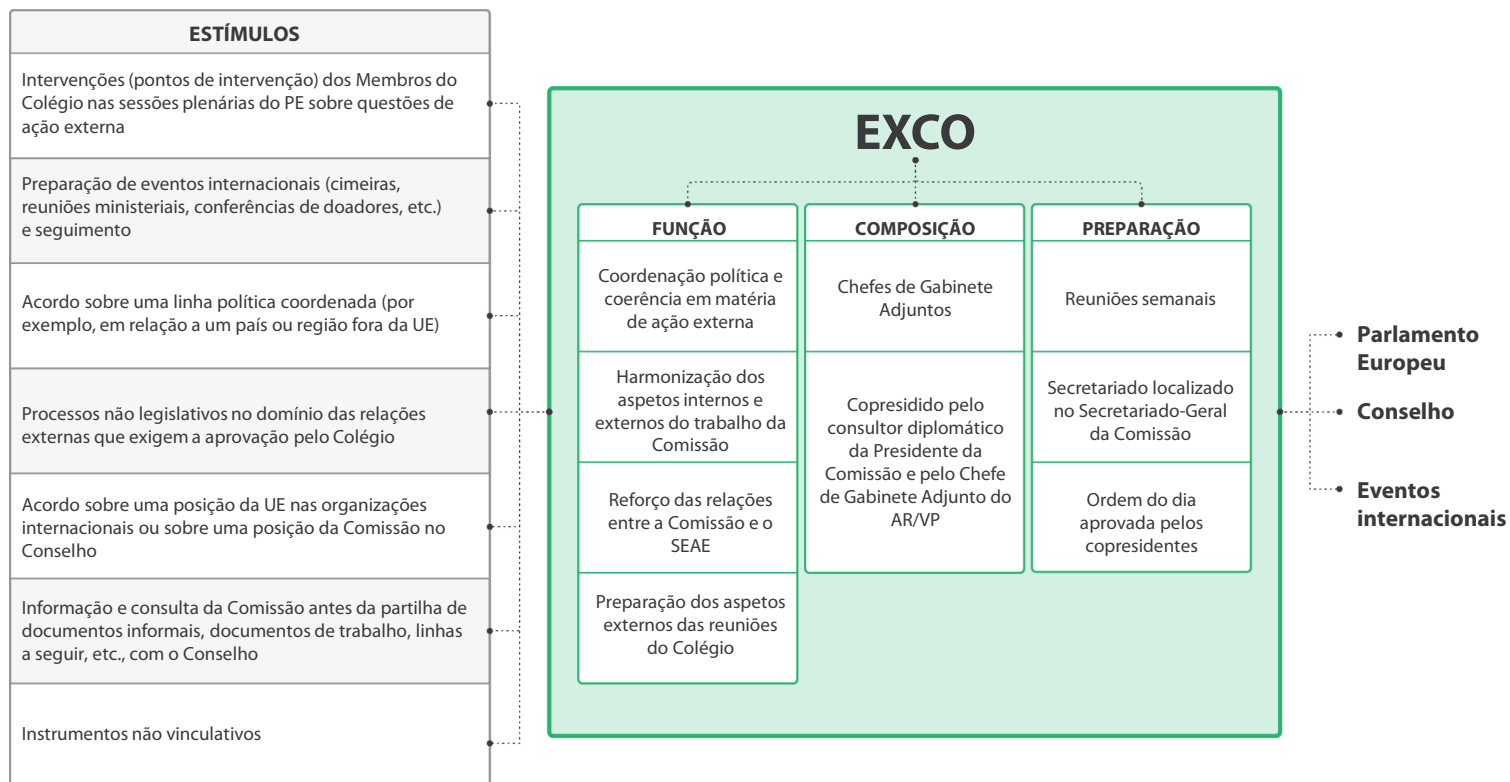 ESTÍMULOS
Intervenções (pontos de intervenção) dos Membros do
Colégio nas sessões plenárias do PE sobre questões de
ação externa
Preparação de eventos internacionais (cimeiras,
reuniões ministeriais, conferências de doadores, etc.)
e seguimento
Acordo sobre uma linha política coordenada (por
exemplo, em relação a um país ou região fora da UE)
Processos não legislativos no domínio das relações
externas que exigem a aprovação pelo Colégio
Acordo sobre uma posição da UE nas organizações
internacionais ou sobre uma posição da Comissão no
Conselho
Informação e consulta da Comissão antes da partilha de
documentos informais, documentos de trabalho, linhas
a seguir, etc., com o Conselho
Instrumentos não vinculativos
EXCO
FUNÇÃO
Coordenação política e
coerência em matéria
de ação externa
Harmonização dos
aspetos internos e
externos do trabalho da
Comissão
Reforço das relações
entre a Comissão e o
SEAE
Preparação dos aspetos
externos das reuniões
do Colégio
COMPOSIÇÃO
Chefes de Gabinete
Adjuntos
Copresidido pelo
consultor diplomático
da Presidente da
Comissão e pelo Chefe
de Gabinete Adjunto do
AR/VP
PREPARAÇÃO
Reuniões semanais
Secretariado localizado
no Secretariado-Geral
da Comissão
Ordem do dia
aprovada pelos
copresidentes
Parlamento
Europeu
Conselho
Eventos
internacionais